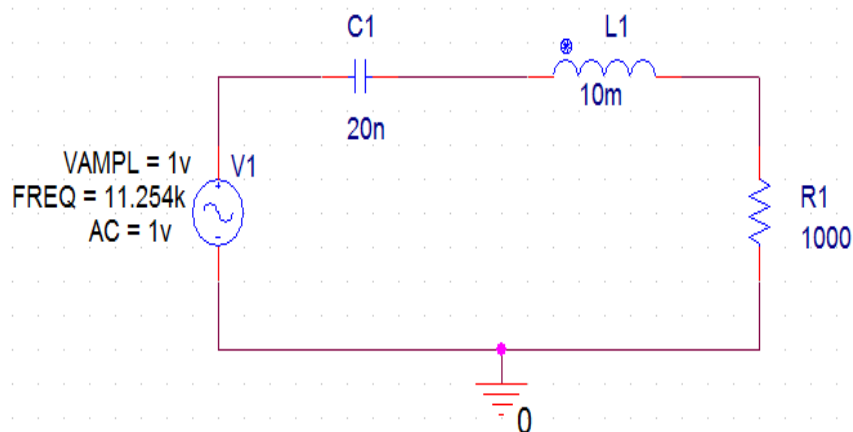 C1
L1
10m
20n
VAMPL = 1v
V1
FREQ = 11.254k
AC = 1v
R1
1000
0